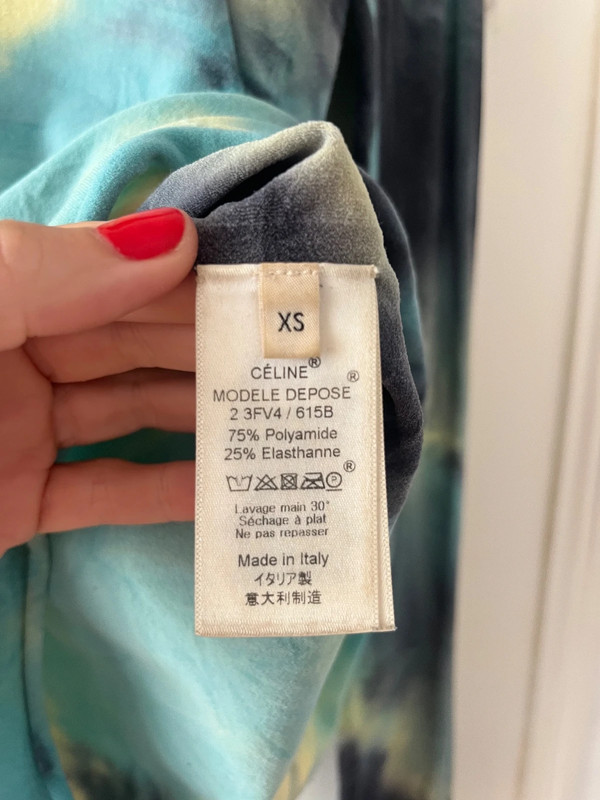 XS
CÉLINE®
MODELE DEPOSE ®
2 3FV4 / 615B
75% Polyamide
25% Elasthanne
®
P
Lavage main 30°
Séchage à plat
Ne pas repasser
Made in Italy
イタリア製
意大利制造